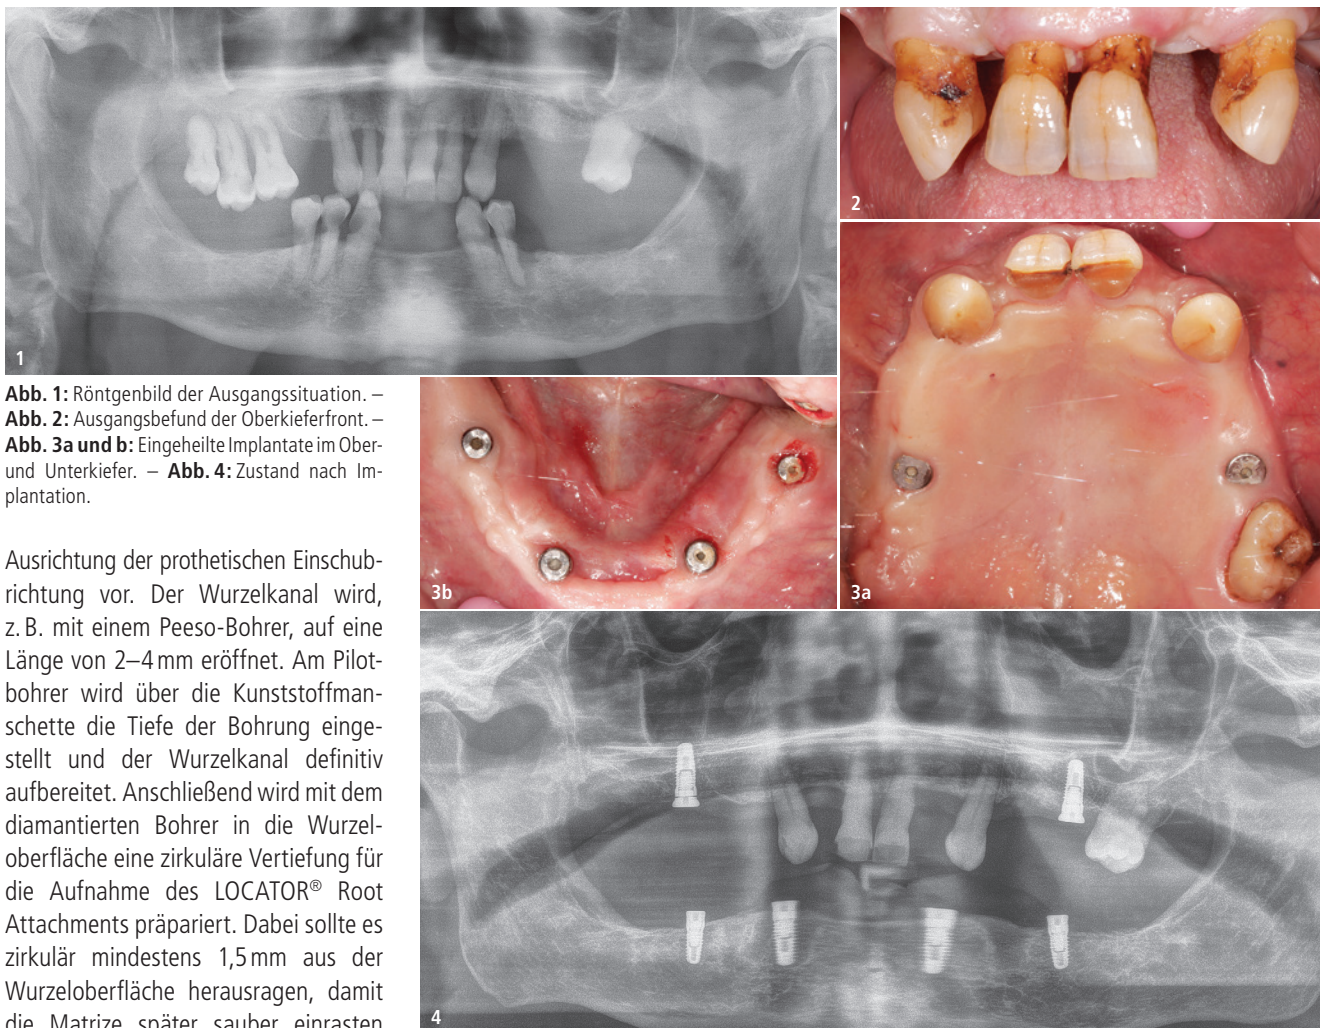 1
2
3a
3b
4
Abb. 1: Röntgenbild der Ausgangssituation. –
Abb. 2: Ausgangsbefund der Oberkieferfront. –
Abb. 3a und b: Eingeheilte Implantate im Ober-
und Unterkiefer. – Abb. 4: Zustand nach Im-
plantation.
Ausrichtung der prothetischen Einschub-
richtung vor. Der Wurzelkanal wird,
z. B. mit einem Peeso-Bohrer, auf eine
Länge von 2–4 mm eröffnet. Am Pilot-
bohrer wird über die Kunststoffman-
schette die Tiefe der Bohrung einge-
stellt und der Wurzelkanal definitiv
aufbereitet. Anschließend wird mit dem
diamantierten Bohrer in die Wurzel-
oberfläche eine zirkuläre Vertiefung für
die Aufnahme des LOCATOR® Root
Attachments präpariert. Dabei sollte es
zirkulär mindestens 1,5 mm aus der
Wurzeloberfläche herausragen, damit
die Matrize später sauber einrasten